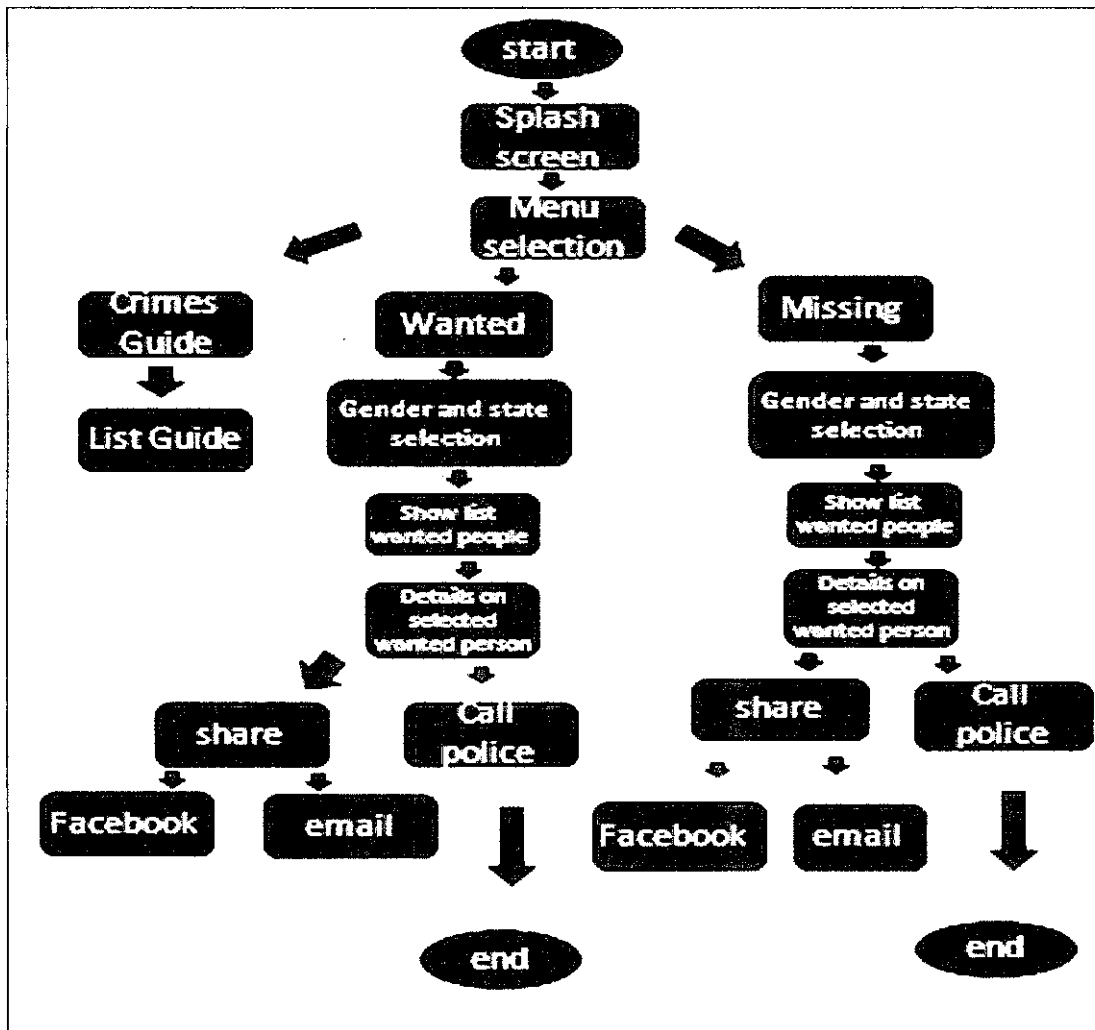 start
Splash
screen
Menu
selection
Crimes
Guide
List Guide
Wanted
Gender and state
selection
Show list
wanted people
Details on
selected
wanted person
share
Call
police
Facebook
email
end
Missing
Gender and state
selection
Show list
wanted people
Details on
selected
wanted person
share
Call
police
Facebook
email
end